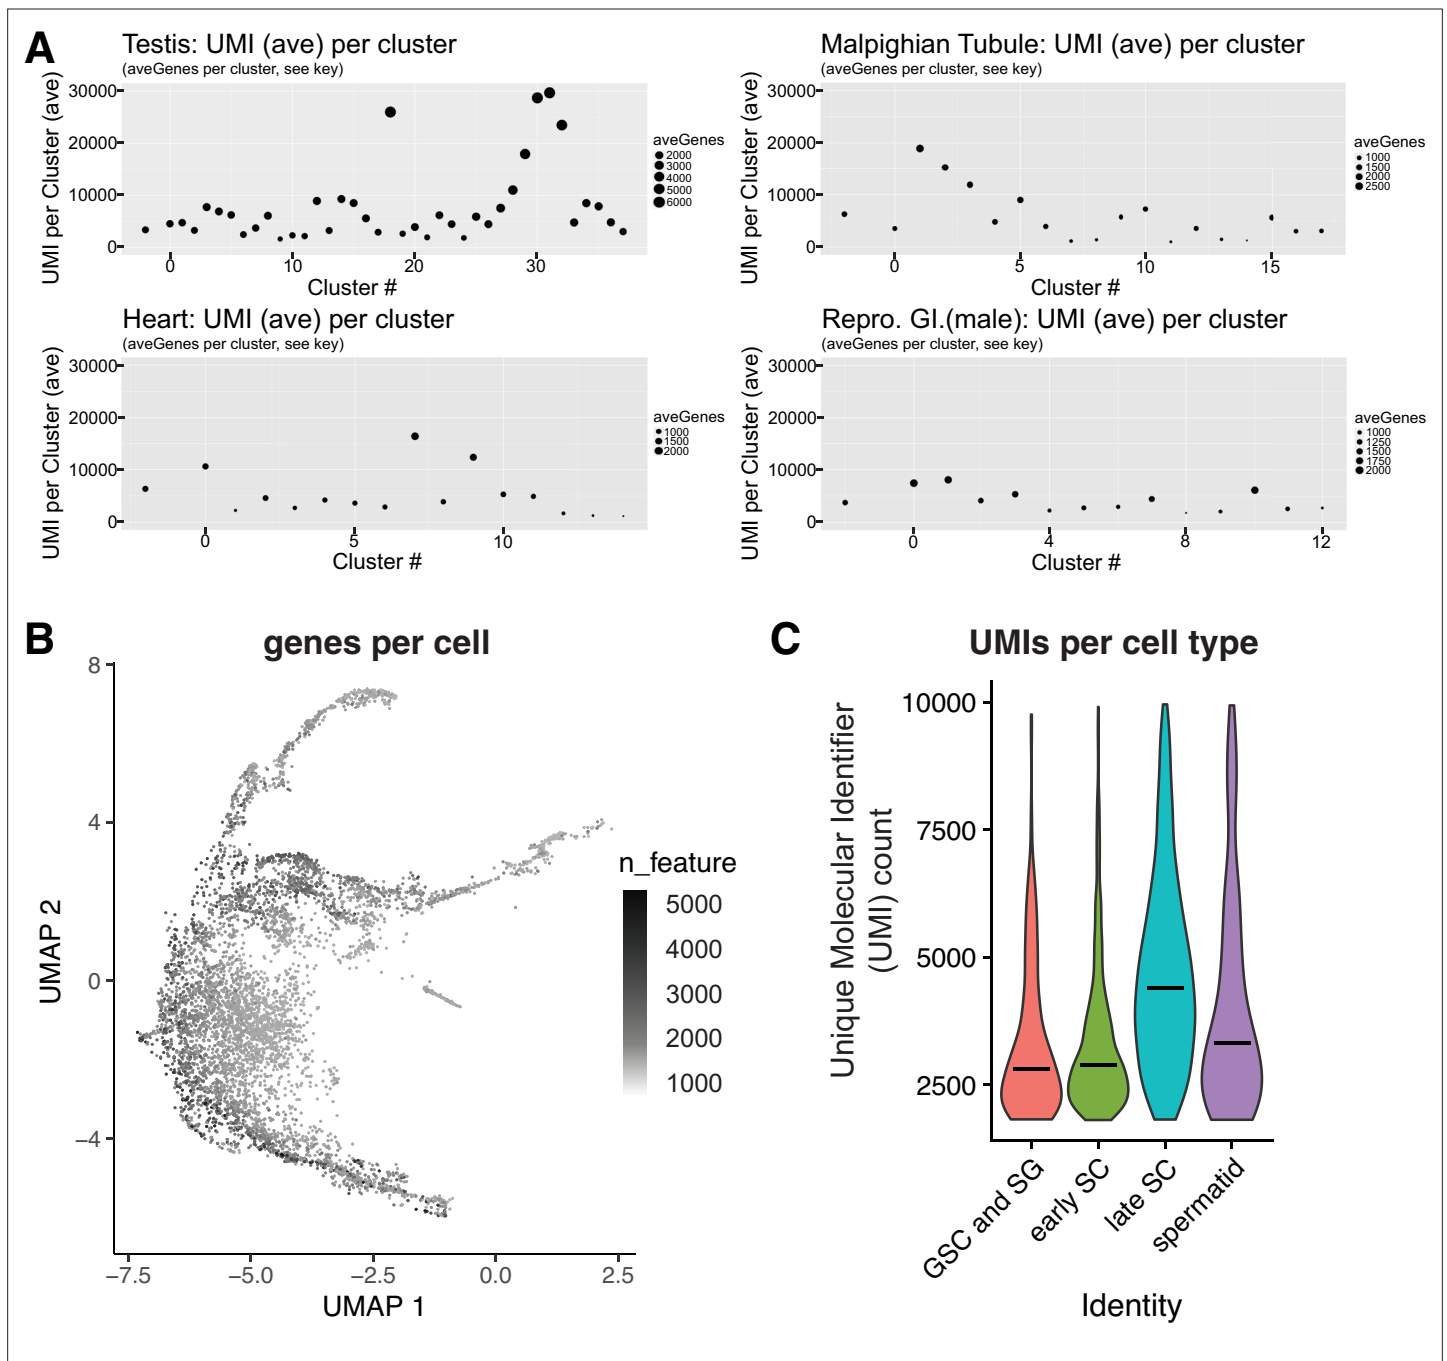 A
Testis: UMI (ave) per cluster
(aveGenes per cluster, see key)
UMI per Cluster (ave)
30000
20000
10000
0
0
10
20
30
Cluster #
aveGenes
2000
3000
4000
5000
6000
Malpighian Tubule: UMI (ave) per cluster
(aveGenes per cluster, see key)
UMI per Cluster (ave)
30000
20000
10000
0
0
5
10
15
Cluster #
aveGenes
1000
1500
2000
2500
Heart: UMI (ave) per cluster
(aveGenes per cluster, see key)
UMI per Cluster (ave)
30000
20000
10000
0
0
5
10
Cluster #
aveGenes
1000
1500
2000
Repro. Gl.(male): UMI (ave) per cluster
(aveGenes per cluster, see key)
UMI per Cluster (ave)
30000
20000
10000
0
0
4
8
12
Cluster #
aveGenes
1000
1250
1500
1750
2000
B
genes per cell
UMAP 2
8
4
0
−4
−7.5
−5.0
−2.5
0.0
2.5
UMAP 1
n_feature
5000
4000
3000
2000
1000
C
UMIs per cell type
Unique Molecular Identifier
(UMI) count
10000
7500
5000
2500
GSC and SG
early SC
late SC
spermatid
Identity